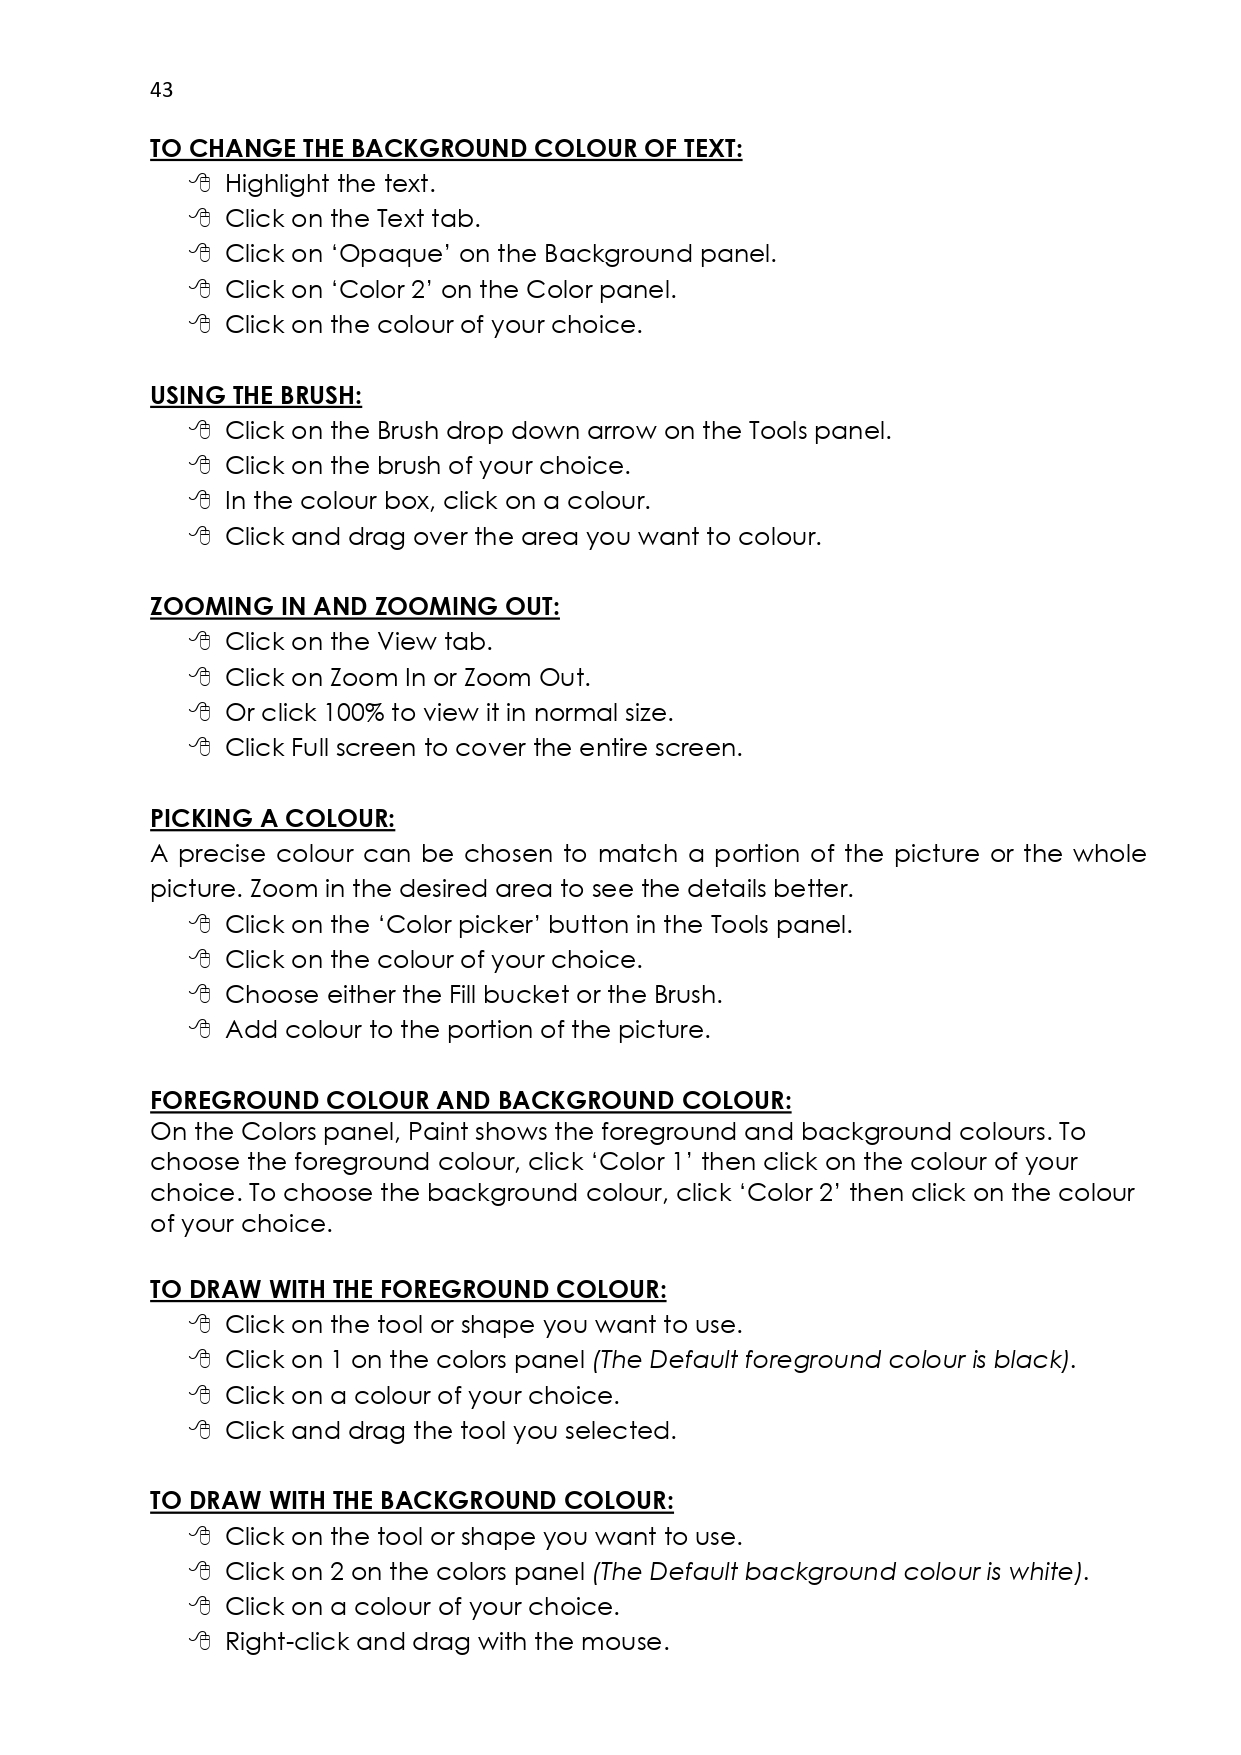 43
TO CHANGE THE BACKGROUND COLOUR OF TEXT:
Highlight the text.
Click on the Text tab.
Click on ‘Opaque’ on the Background panel.
Click on ‘Color 2’ on the Color panel.
Click on the colour of your choice.
USING THE BRUSH:
Click on the Brush drop down arrow on the Tools panel.
Click on the brush of your choice.
In the colour box, click on a colour.
Click and drag over the area you want to colour.
ZOOMING IN AND ZOOMING OUT:
Click on the View tab.
Click on Zoom In or Zoom Out.
Or click 100% to view it in normal size.
Click Full screen to cover the entire screen.
PICKING A COLOUR:
A precise colour can be chosen to match a portion of the picture or the whole
picture. Zoom in the desired area to see the details better.
Click on the ‘Color picker’ button in the Tools panel.
Click on the colour of your choice.
Choose either the Fill bucket or the Brush.
Add colour to the portion of the picture.
FOREGROUND COLOUR AND BACKGROUND COLOUR:
On the Colors panel, Paint shows the foreground and background colours. To
choose the foreground colour, click ‘Color 1’ then click on the colour of your
choice. To choose the background colour, click ‘Color 2’ then click on the colour
of your choice.
TO DRAW WITH THE FOREGROUND COLOUR:
Click on the tool or shape you want to use.
Click on 1 on the colors panel (The Default foreground colour is black).
Click on a colour of your choice.
Click and drag the tool you selected.
TO DRAW WITH THE BACKGROUND COLOUR:
Click on the tool or shape you want to use.
Click on 2 on the colors panel (The Default background colour is white).
Click on a colour of your choice.
Right-click and drag with the mouse.